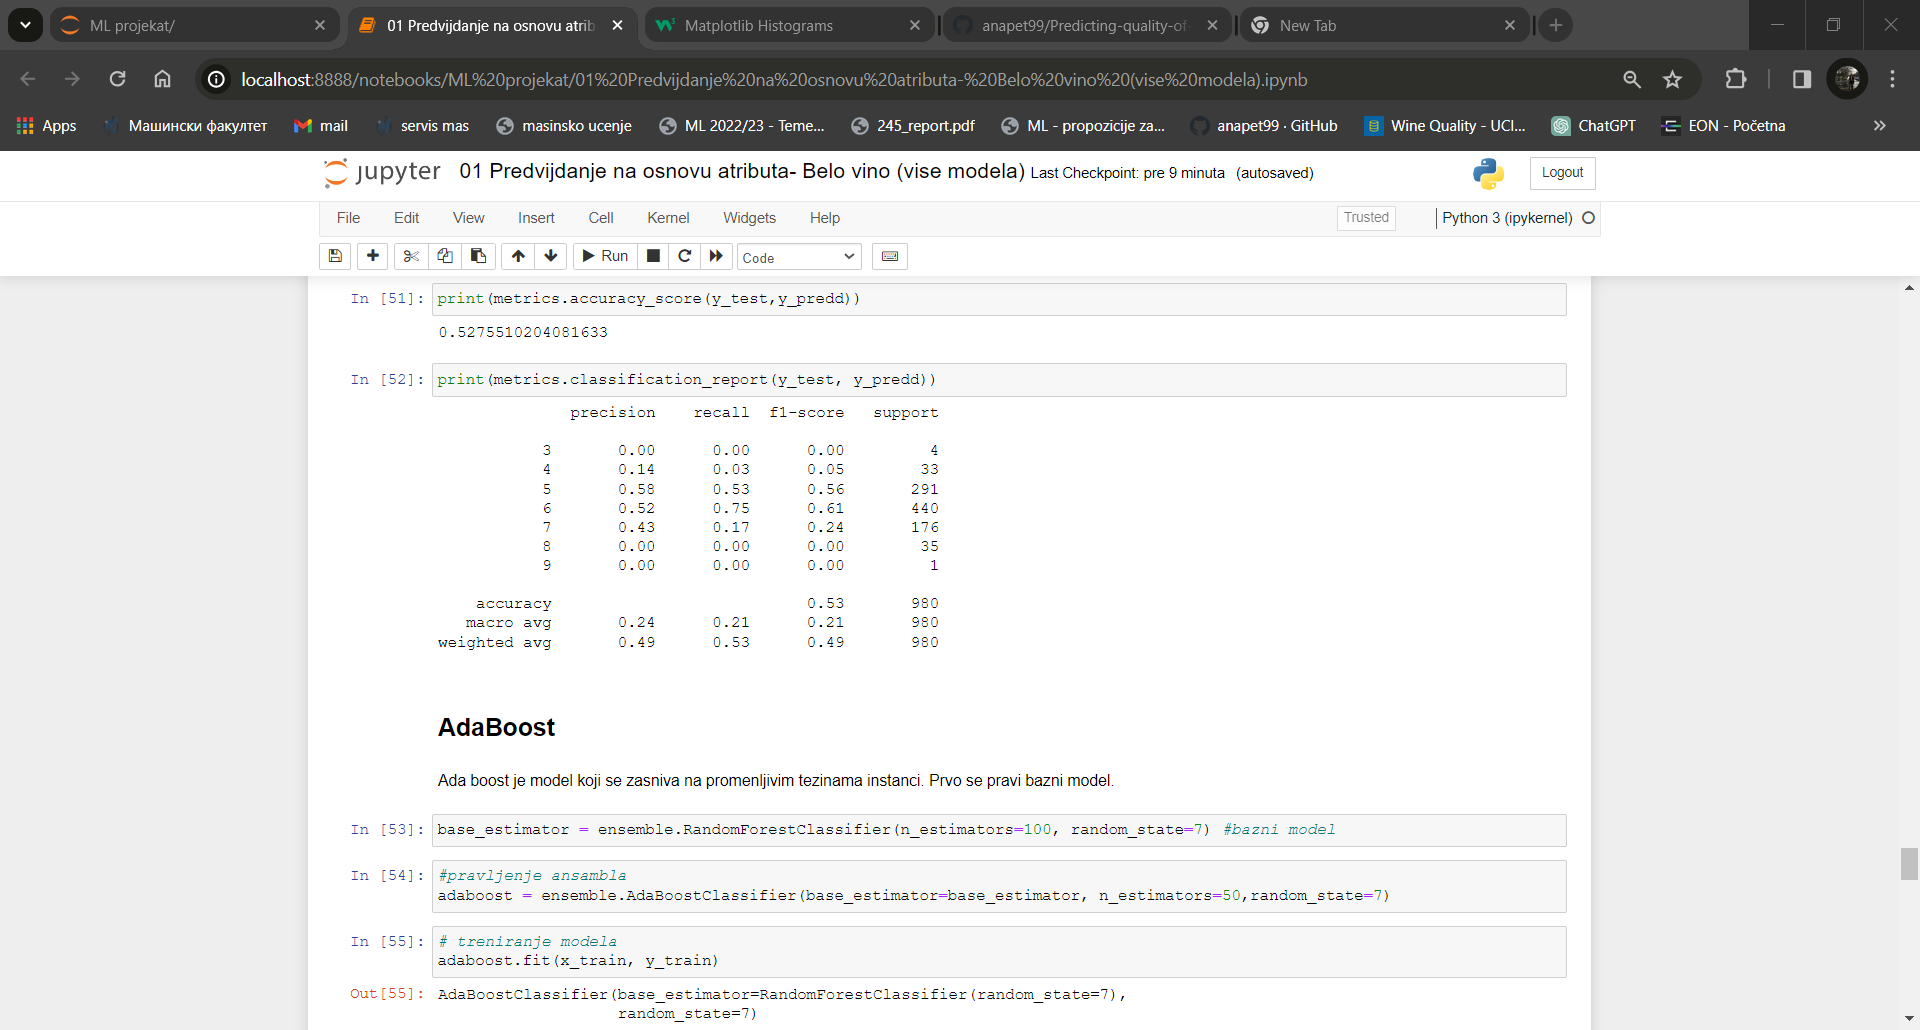 ML projekat/
01 Predvijdanje na osnovu atrib
Matplotlib Histograms
anapet99/Predicting-quality-of-
New Tab
localhost:8888/notebooks/ML%20projekat/01%20Predvijdanje%20na%20osnovu%20atributa-%20Belo%20vino%20(vise%20modela).ipynb
Apps
Машински факултет
mail
servis mas
masinsko ucenje
ML 2022/23 - Teme...
245_report.pdf
ML - propozicije za...
anapet99 · GitHub
Wine Quality - UCI...
ChatGPT
EON - Početna
jupyter 01 Predvijdanje na osnovu atributa- Belo vino (vise modela) Last Checkpoint: pre 9 minuta (autosaved)
Logout
File Edit View Insert Cell Kernel Widgets Help
Trusted
Python 3 (ipykernel)
Run
Code
In [51]: print(metrics.accuracy_score(y_test,y_predd))
0.5275510204081633
In [52]: print(metrics.classification_report(y_test, y_predd))
precision recall f1-score support
3 0.00 0.00 0.00 4
4 0.14 0.03 0.05 33
5 0.58 0.53 0.56 291
6 0.52 0.75 0.61 440
7 0.43 0.17 0.24 176
8 0.00 0.00 0.00 35
9 0.00 0.00 0.00 1
accuracy 0.53 980
macro avg 0.24 0.21 0.21 980
weighted avg 0.49 0.53 0.49 980
AdaBoost
Ada boost je model koji se zasniva na promenljivim tezinama instanci. Prvo se pravi bazni model.
In [53]: base_estimator = ensemble.RandomForestClassifier(n_estimators=100, random_state=7) #bazni model
In [54]: #pravljenje ansambla
adaboost = ensemble.AdaBoostClassifier(base_estimator=base_estimator, n_estimators=50,random_state=7)
In [55]: # treniranje modela
adaboost.fit(x_train, y_train)
Out[55]: AdaBoostClassifier(base_estimator=RandomForestClassifier(random_state=7),
random_state=7)